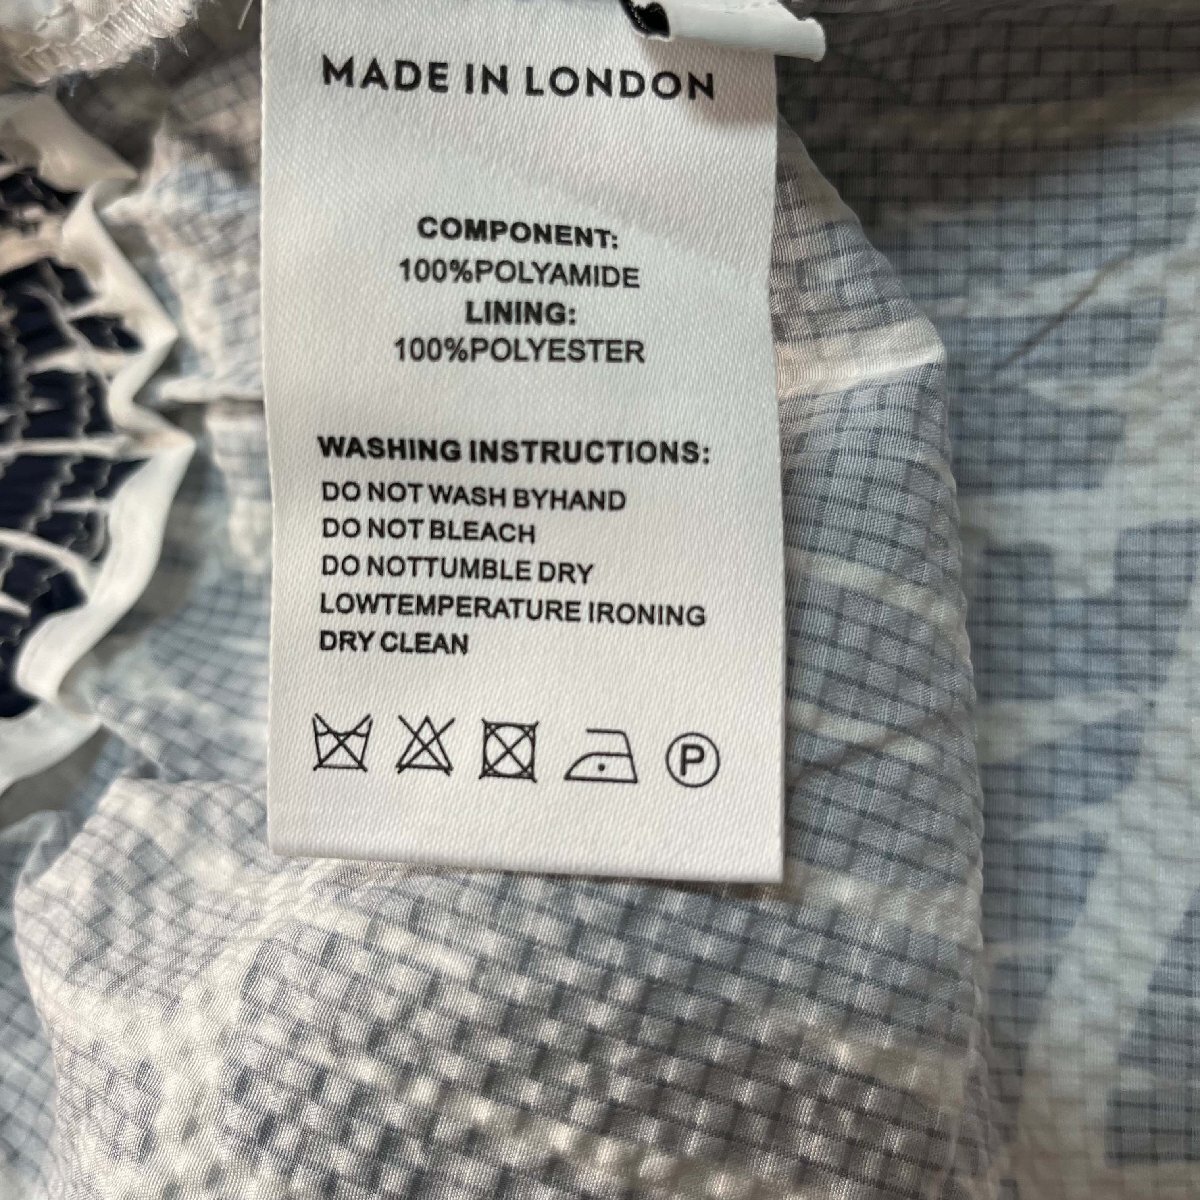 MADE IN LONDON
COMPONENT:
100%POLYAMIDE
LINING:
100%POLYESTER
WASHING INSTRUCTIONS:
DO NOT WASH BYHAND
DO NOT BLEACH
DO NOTTUMBLE DRY
LOWTEMPERATURE IRONING
DRY CLEAN
P